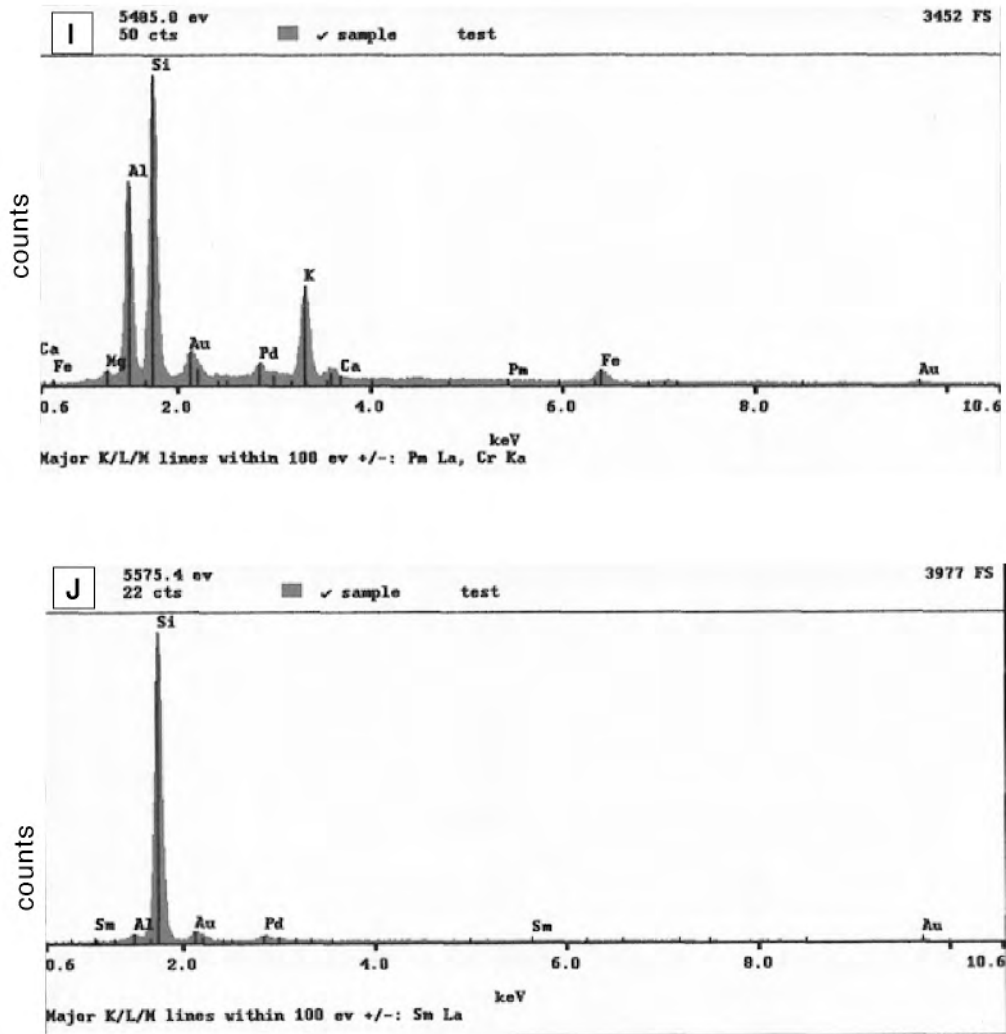 I 5485.0 ev 3452 FS
50 cts ✓ sample test
Si
Al
K
Au
Ca Fe Mg Pd Ca Pm Fe Au
counts
0.6 2.0 4.0 6.0 8.0 10.6
keV
Major K/L/M lines within 100 ev +/-: Pm La, Cr Ka
J 5575.4 ev 3977 FS
22 cts ✓ sample test
Si
Sm Al Au Pd Sm Au
counts
0.6 2.0 4.0 6.0 8.0 10.6
keV
Major K/L/M lines within 100 ev +/-: Sm La